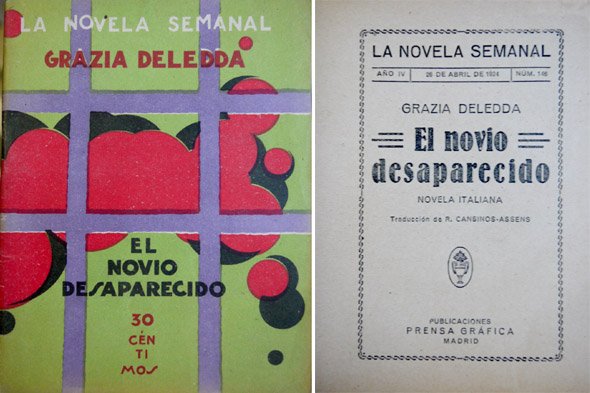 LA NOVELA SEMANAL
GRAZIA DELEDDA
EL
NOVIO
DESAPARECIDO
30
CÉN
TI
MOS
LA NOVELA SEMANAL
AÑO IV 26 DE ABRIL DE 1924 NÚM. 146
GRAZIA DELEDDA
El novio
desaparecido
NOVELA ITALIANA
Traducción de R. CANSINOS-ASSENS
PUBLICACIONES
PRENSA GRÁFICA
MADRID